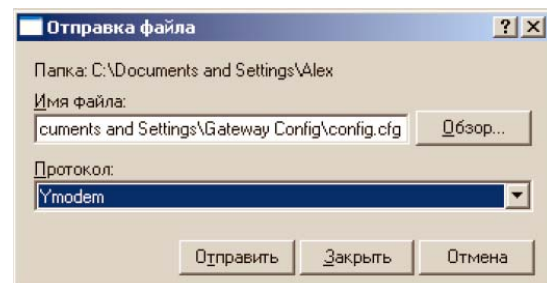 Отправка файла
Папка: C:\Documents and Settings\Alex
Имя файла:
cuments and Settings\Gateway Config\config.cfg Обзор...
Протокол:
Ymodem
Отправить Закрыть Отмена